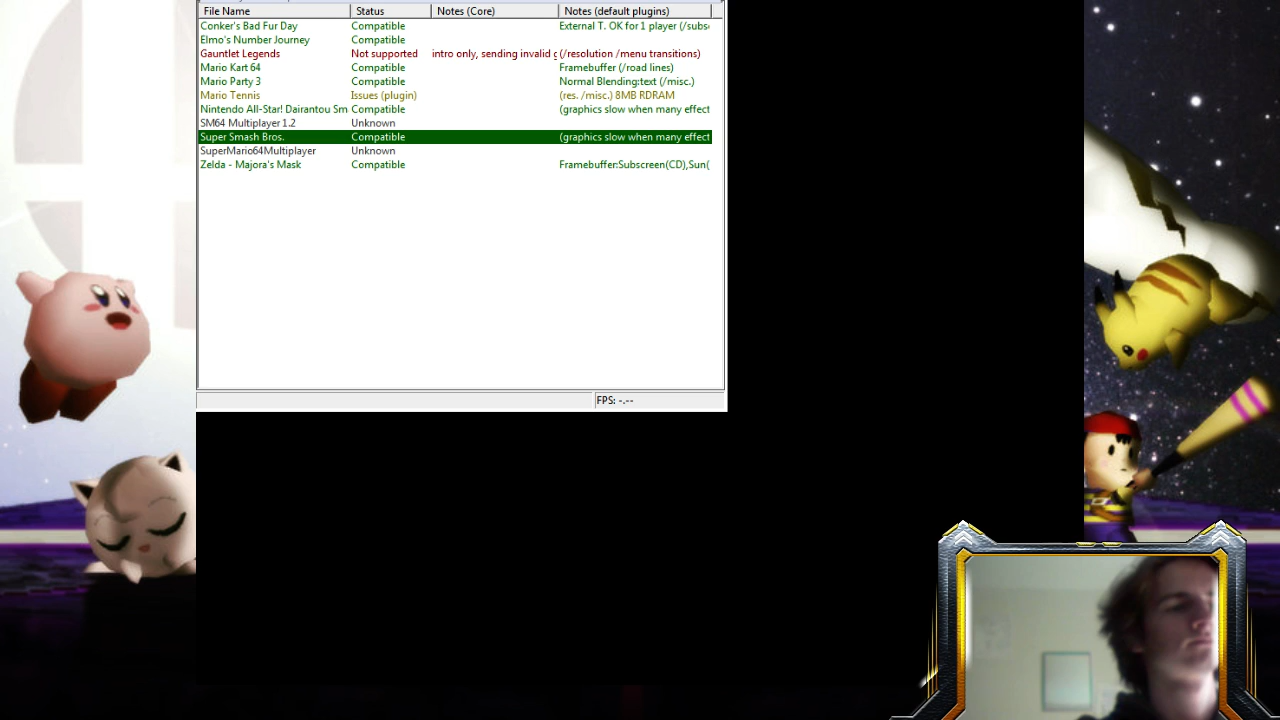 File Name Status Notes (Core) Notes (default plugins)
Conker's Bad Fur Day Compatible External T. OK for 1 player (/subs
Elmo's Number Journey Compatible
Gauntlet Legends Not supported intro only, sending invalid g (/resolution /menu transitions)
Mario Kart 64 Compatible Framebuffer (/road lines)
Mario Party 3 Compatible Normal Blending:text (/misc.)
Mario Tennis Issues (plugin) (res. /misc.) 8MB RDRAM
Nintendo All-Star! Dairantou Sm Compatible (graphics slow when many effect
SM64 Multiplayer 1.2 Unknown
Super Smash Bros. Compatible (graphics slow when many effect
SuperMario64Multiplayer Unknown
Zelda - Majora's Mask Compatible Framebuffer:Subscreen(CD),Sun(
FPS: -.--